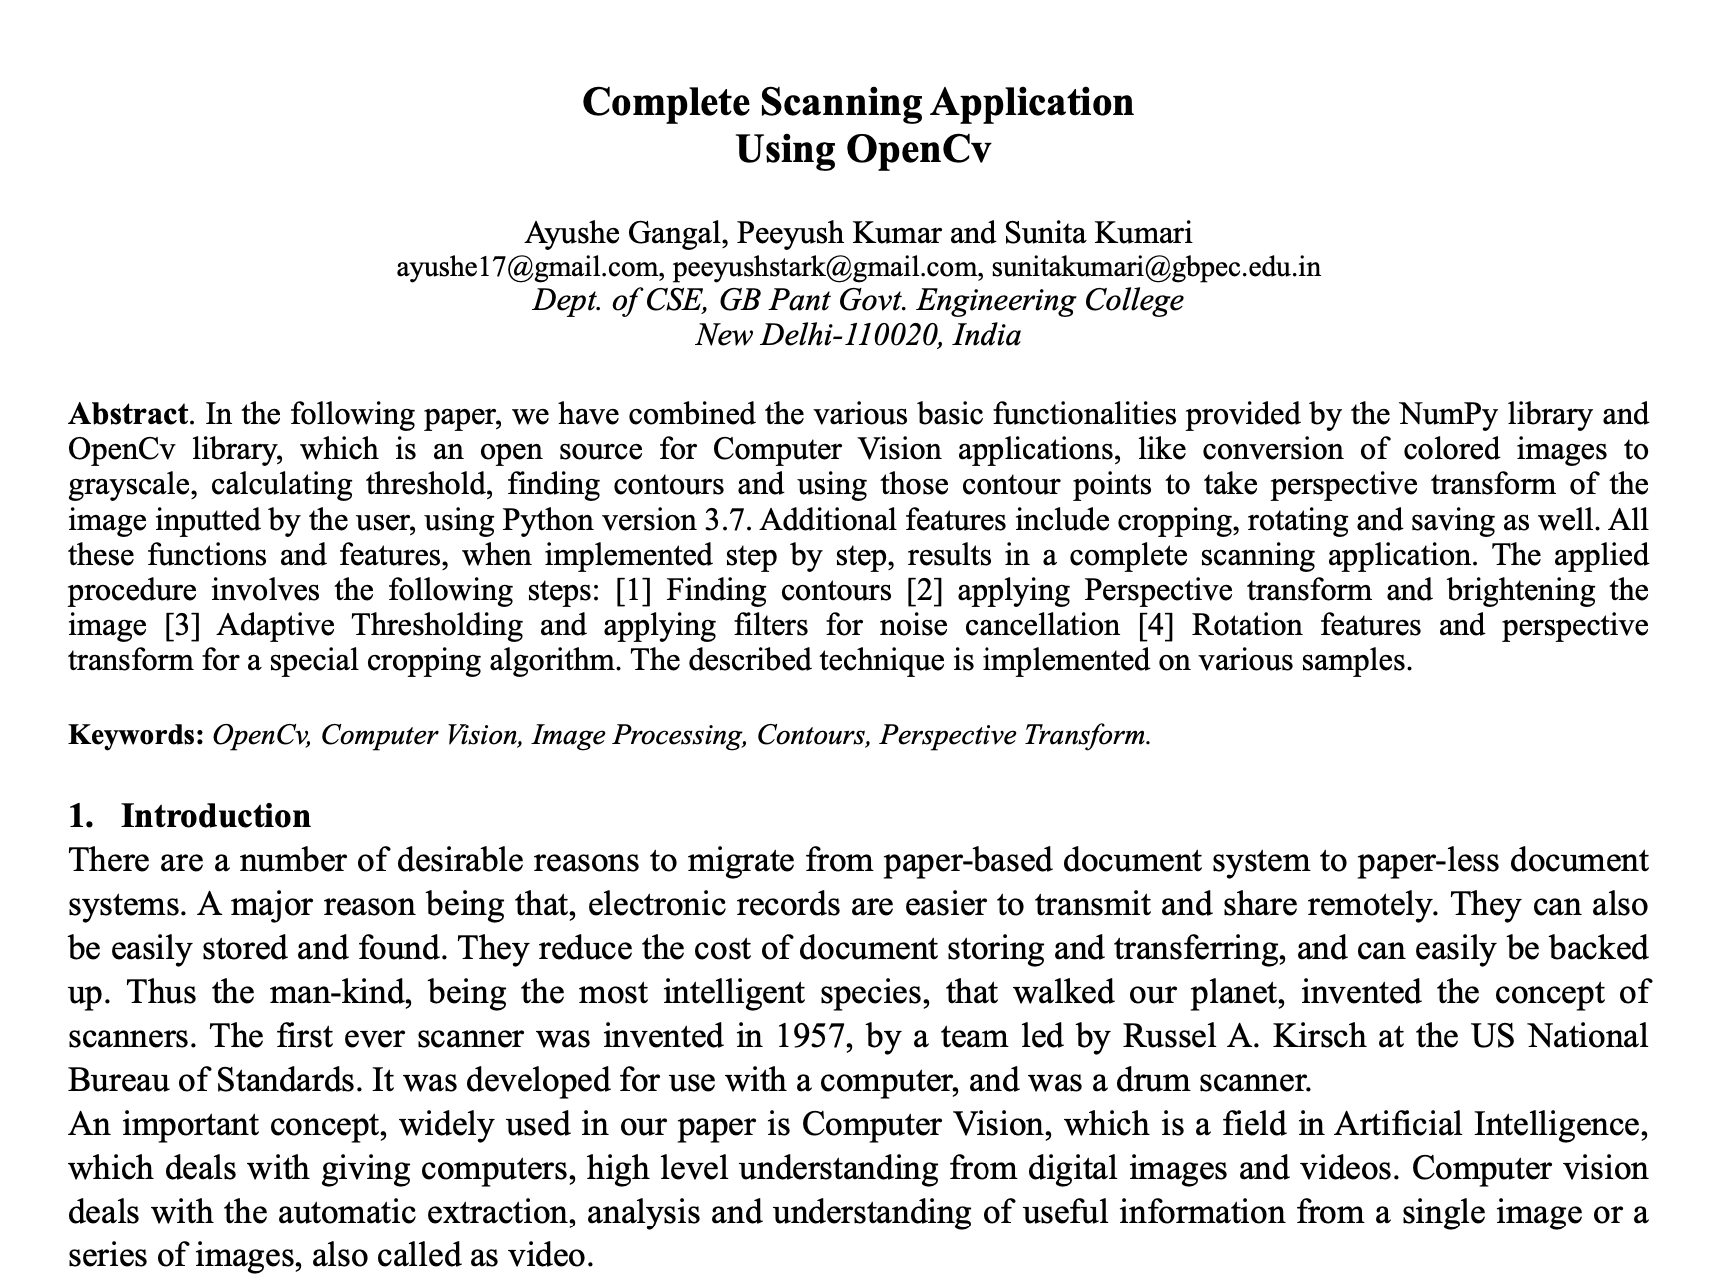 Complete Scanning Application
Using OpenCv
Ayushe Gangal, Peeyush Kumar and Sunita Kumari
ayushe17@gmail.com, peeyushstark@gmail.com, sunitakumari@gbpec.edu.in
Dept. of CSE, GB Pant Govt. Engineering College
New Delhi-110020, India
Abstract. In the following paper, we have combined the various basic functionalities provided by the NumPy library and
OpenCv library, which is an open source for Computer Vision applications, like conversion of colored images to
grayscale, calculating threshold, finding contours and using those contour points to take perspective transform of the
image inputted by the user, using Python version 3.7. Additional features include cropping, rotating and saving as well. All
these functions and features, when implemented step by step, results in a complete scanning application. The applied
procedure involves the following steps: [1] Finding contours [2] applying Perspective transform and brightening the
image [3] Adaptive Thresholding and applying filters for noise cancellation [4] Rotation features and perspective
transform for a special cropping algorithm. The described technique is implemented on various samples.
Keywords: OpenCv, Computer Vision, Image Processing, Contours, Perspective Transform.
1. Introduction
There are a number of desirable reasons to migrate from paper-based document system to paper-less document
systems. A major reason being that, electronic records are easier to transmit and share remotely. They can also
be easily stored and found. They reduce the cost of document storing and transferring, and can easily be backed
up. Thus the man-kind, being the most intelligent species, that walked our planet, invented the concept of
scanners. The first ever scanner was invented in 1957, by a team led by Russel A. Kirsch at the US National
Bureau of Standards. It was developed for use with a computer, and was a drum scanner.
An important concept, widely used in our paper is Computer Vision, which is a field in Artificial Intelligence,
which deals with giving computers, high level understanding from digital images and videos. Computer vision
deals with the automatic extraction, analysis and understanding of useful information from a single image or a
series of images, also called as video.